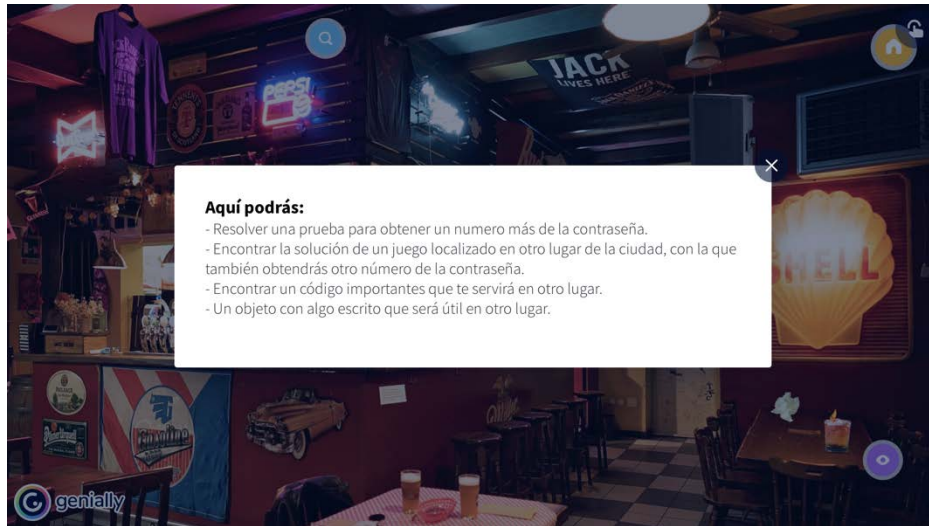 PEPSI
JACK
LIVES HERE
Aquí podrás:
- Resolver una prueba para obtener un numero más de la contraseña.
- Encontrar la solución de un juego localizado en otro lugar de la ciudad, con la que
también obtendrás otro número de la contraseña.
- Encontrar un código importantes que te servirá en otro lugar.
- Un objeto con algo escrito que será útil en otro lugar.
SHELL
genially